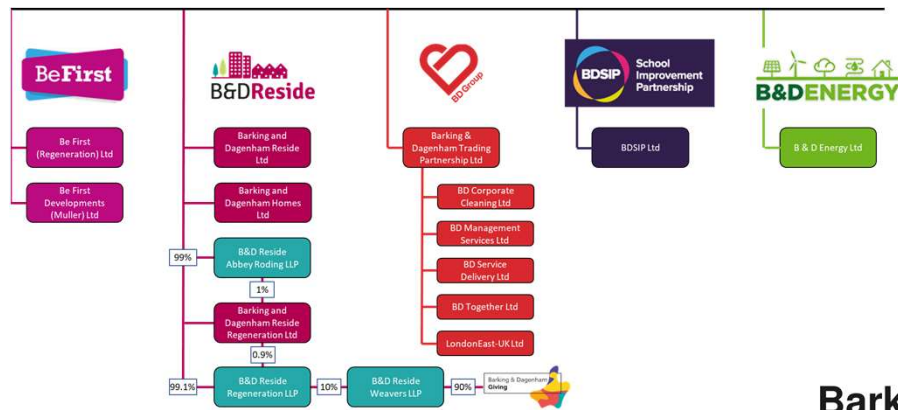 BeFirst
B&DReside
BD Group
BDSIP
School
Improvement
Partnership
B&DENERGY
Be First
(Regeneration) Ltd
Be First
Developments
(Muller) Ltd
Barking and
Dagenham Reside
Ltd
Barking and
Dagenham Homes
Ltd
99%
B&D Reside
Abbey Roding LLP
1%
Barking and
Dagenham Reside
Regeneration Ltd
0.9%
99.1%
B&D Reside
Regeneration LLP
10%
B&D Reside
Weavers LLP
90%
Barking & Dagenham
Giving
Barking &
Dagenham Trading
Partnership Ltd
BD Corporate
Cleaning Ltd
BD Management
Services Ltd
BD Service
Delivery Ltd
BD Together Ltd
LondonEast-UK Ltd
BDSIP Ltd
B & D Energy Ltd
Bark